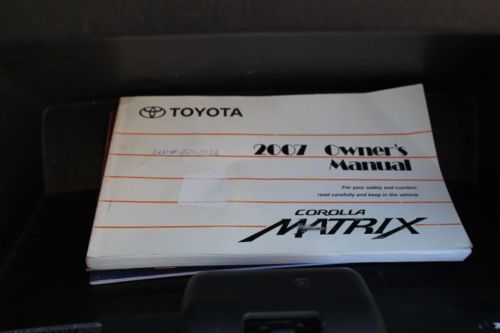 TOYOTA
2007 Owner's
Manual
For your safety and comfort,
read carefully and keep in the vehicle.
COROLLA
MATRIX